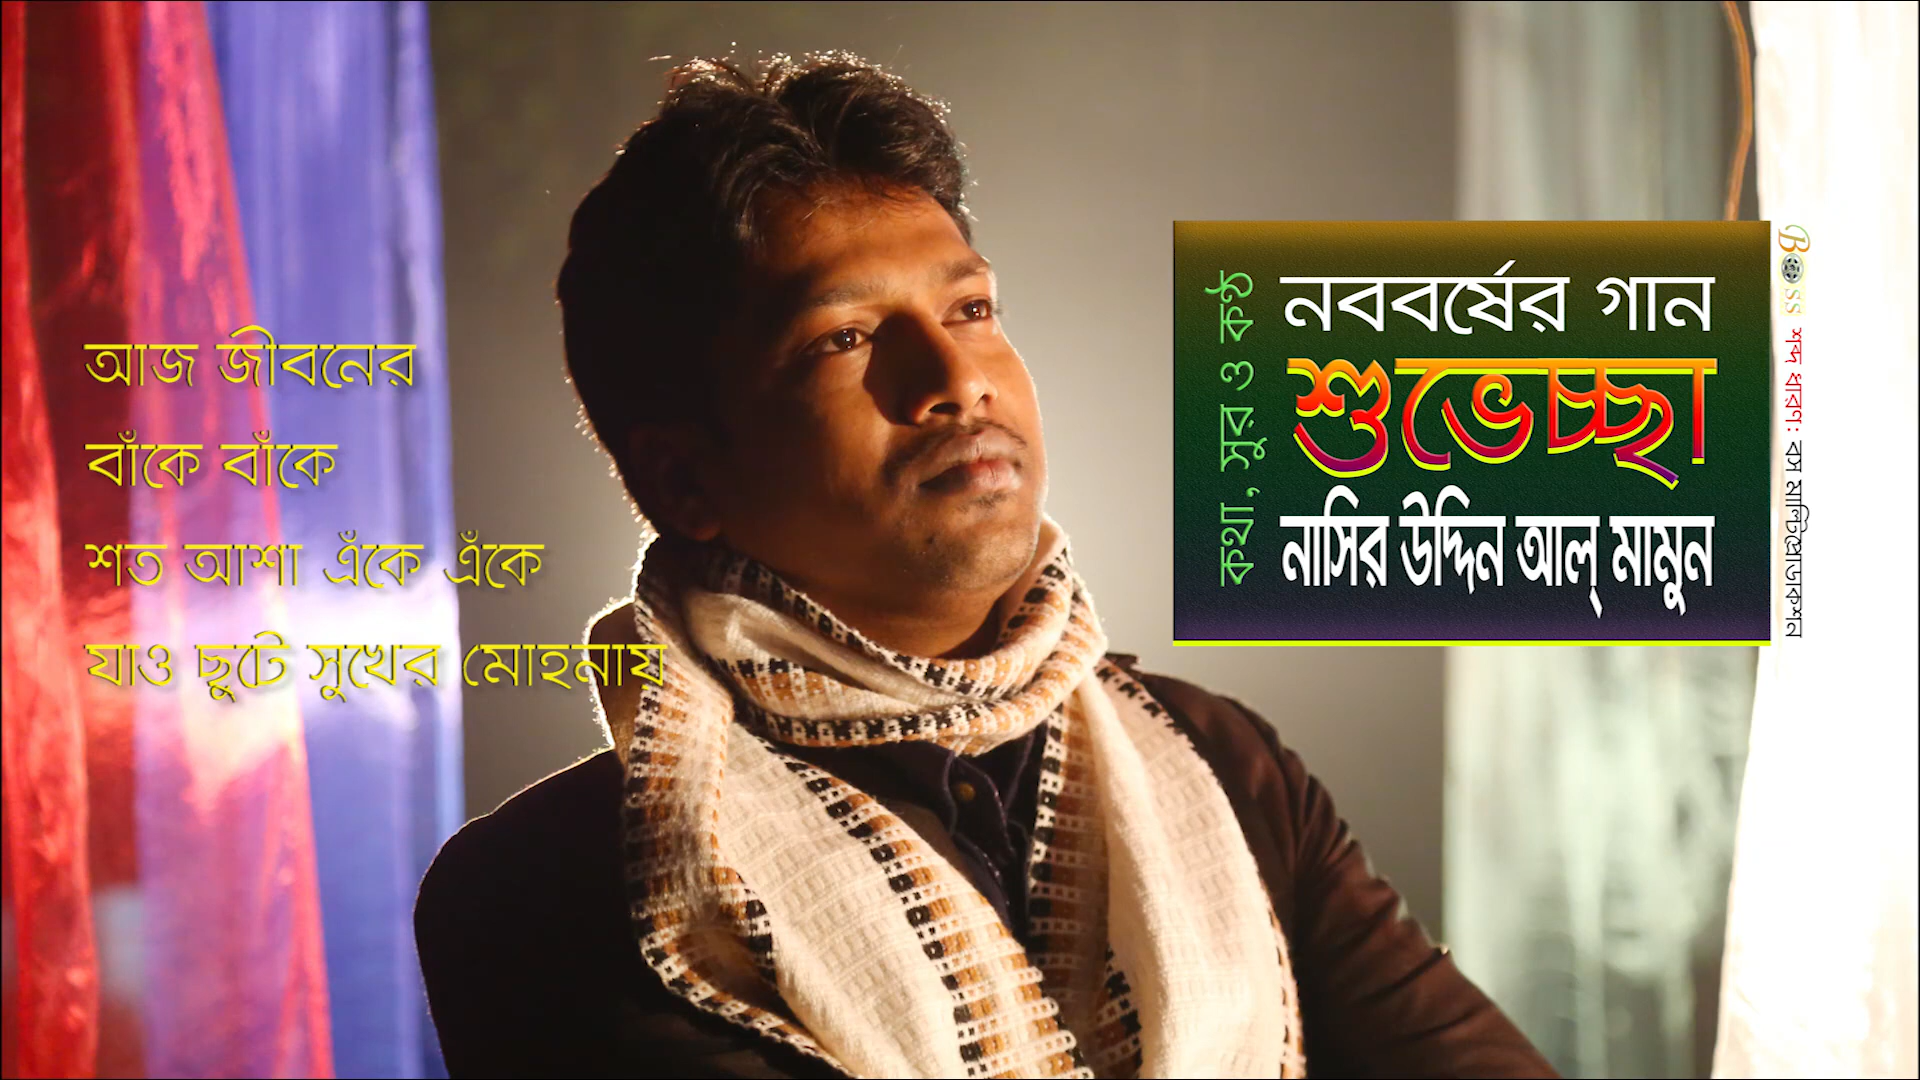 আজ জীবনের
বাঁকে বাঁকে
শত আশা এঁকে এঁকে
যাও ছুটে সুখের মোহনায়
কথা, সুর ও কণ্ঠ
নববর্ষের গান
শুভেচ্ছা
নাসির উদ্দিন আল্ মামুন
Boss শব্দ ধারণ: বস মাল্টিপ্রোডাকশন